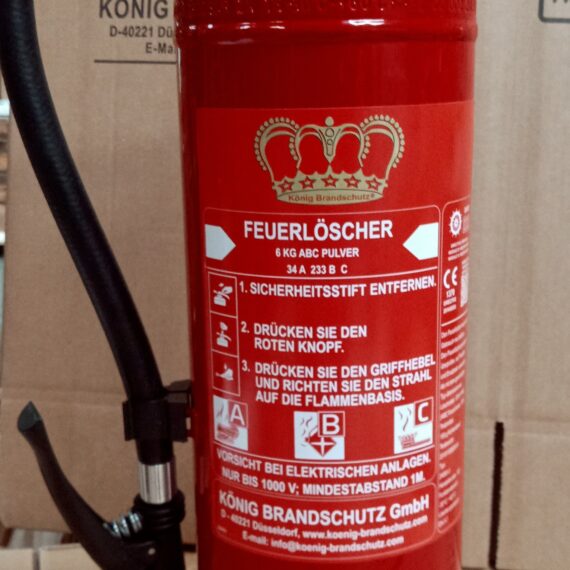 KÖNIG
D-40221 Dü
E-Ma
König Brandschutz®
FEUERLÖSCHER
6 KG ABC PULVER
34 A 233 B C
1. SICHERHEITSSTIFT ENTFERNEN.
2. DRÜCKEN SIE DEN
ROTEN KNOPF.
3. DRÜCKEN SIE DEN GRIFFHEBEL
UND RICHTEN SIE DEN STRAHL
AUF DIE FLAMMENBASIS.
A B C
VORSICHT BEI ELEKTRISCHEN ANLAGEN.
NUR BIS 1000 V; MINDESTABSTAND 1M.
KÖNIG BRANDSCHUTZ GmbH
D - 40221 Düsseldorf, www.koenig-brandschutz.com
E-mail: info@koenig-brandschutz.com
CE